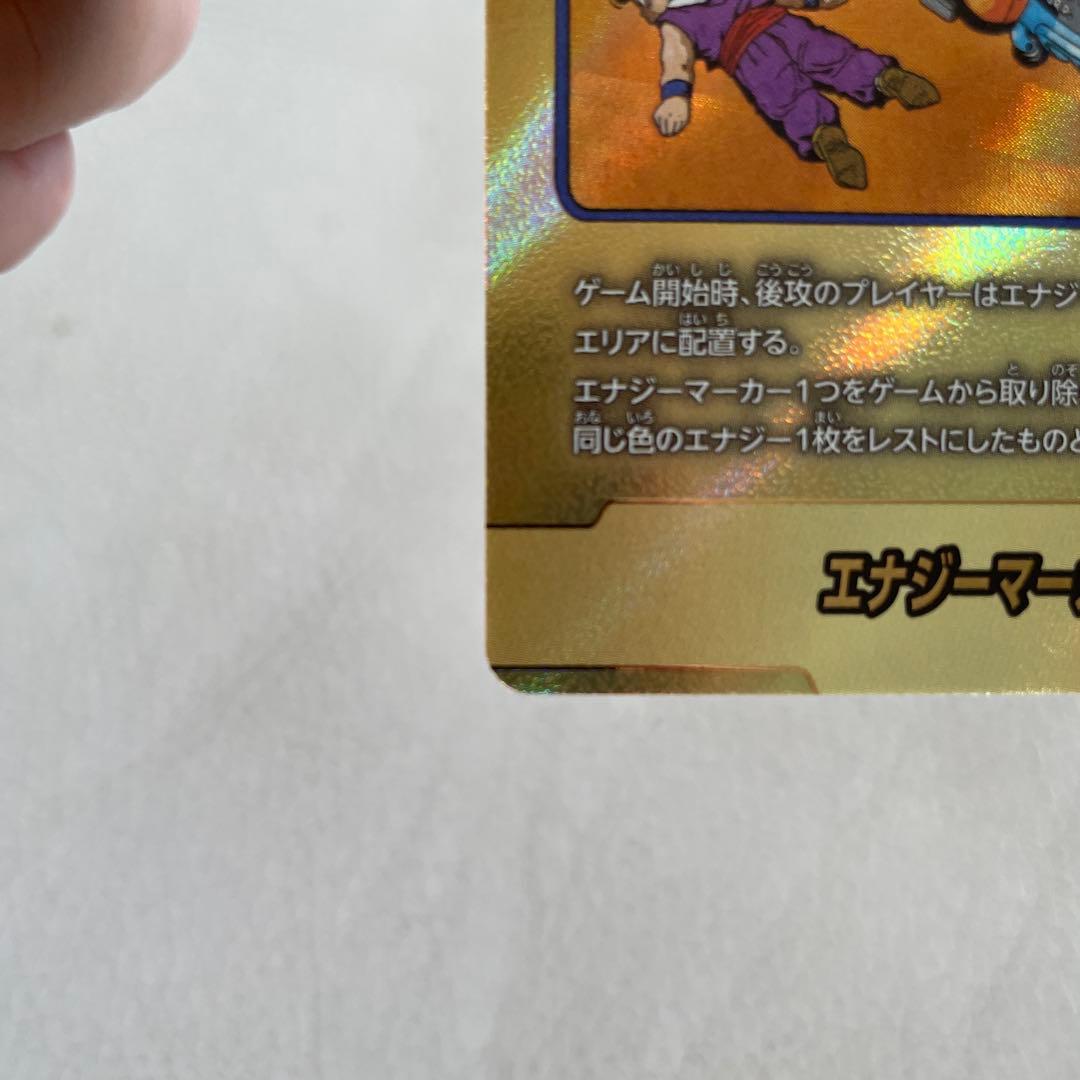 ゲーム開始時、後攻のプレイヤーはエナジ
エリアに配置する。
エナジーマーカー1つをゲームから取り除
同じ色のエナジー1枚をレストにしたものと
エナジーマー